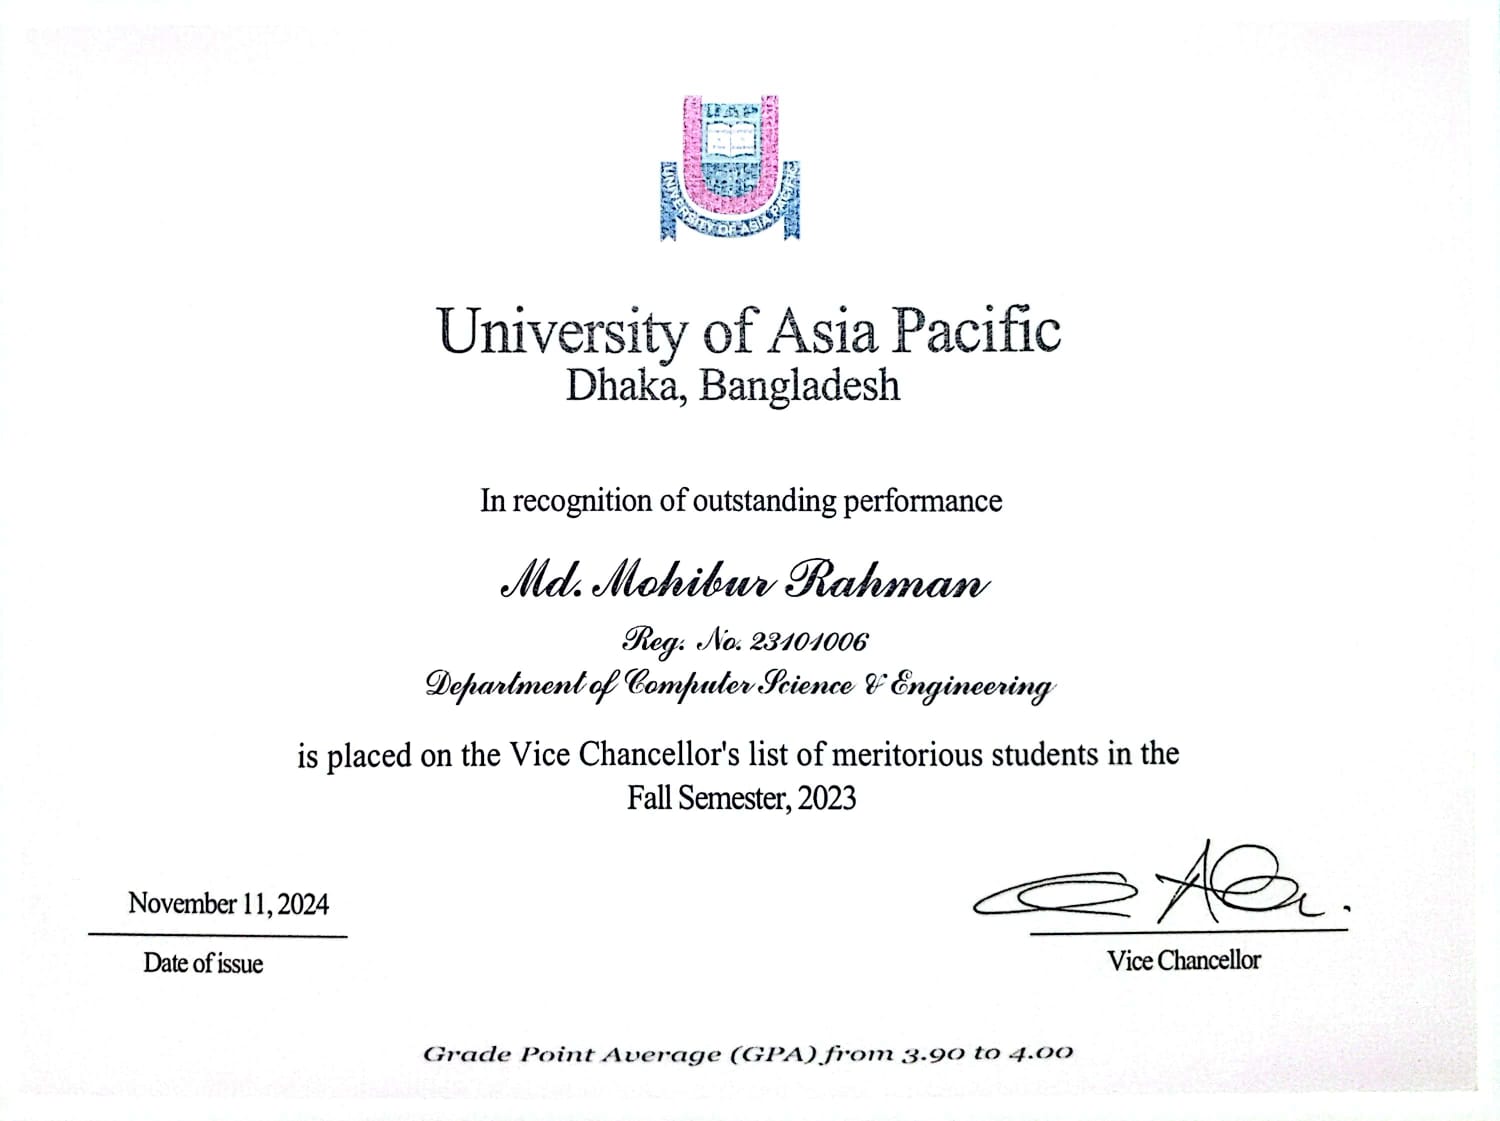 UNIVERSITY OF ASIA PACIFIC
University of Asia Pacific
Dhaka, Bangladesh
In recognition of outstanding performance
Md. Mohibur Rahman
Reg. No. 23101006
Department of Computer Science & Engineering
is placed on the Vice Chancellor's list of meritorious students in the
Fall Semester, 2023
November 11, 2024
Date of issue
Vice Chancellor
Grade Point Average (GPA) from 3.90 to 4.00